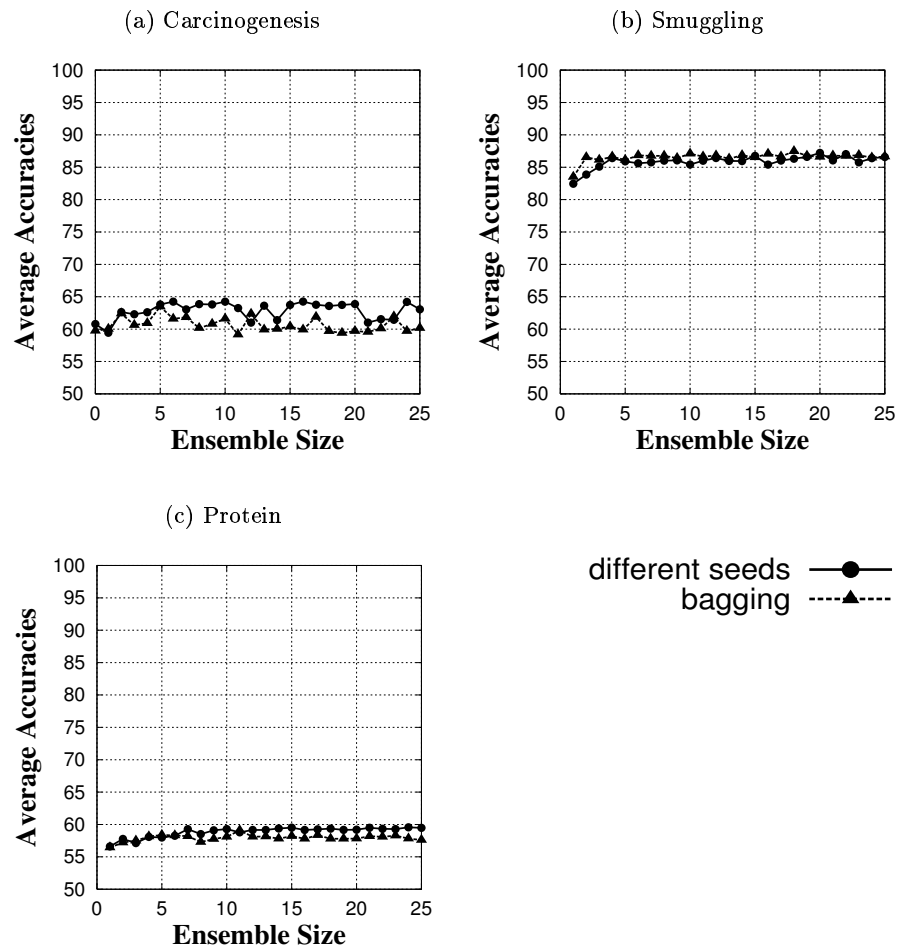 (a) Carcinogenesis
100
95
90
85
80
75
70
65
60
55
50
0 5 10 15 20 25
Average Accuracies
Ensemble Size
(b) Smuggling
100
95
90
85
80
75
70
65
60
55
50
0 5 10 15 20 25
Average Accuracies
Ensemble Size
(c) Protein
100
95
90
85
80
75
70
65
60
55
50
0 5 10 15 20 25
Average Accuracies
Ensemble Size
different seeds
bagging